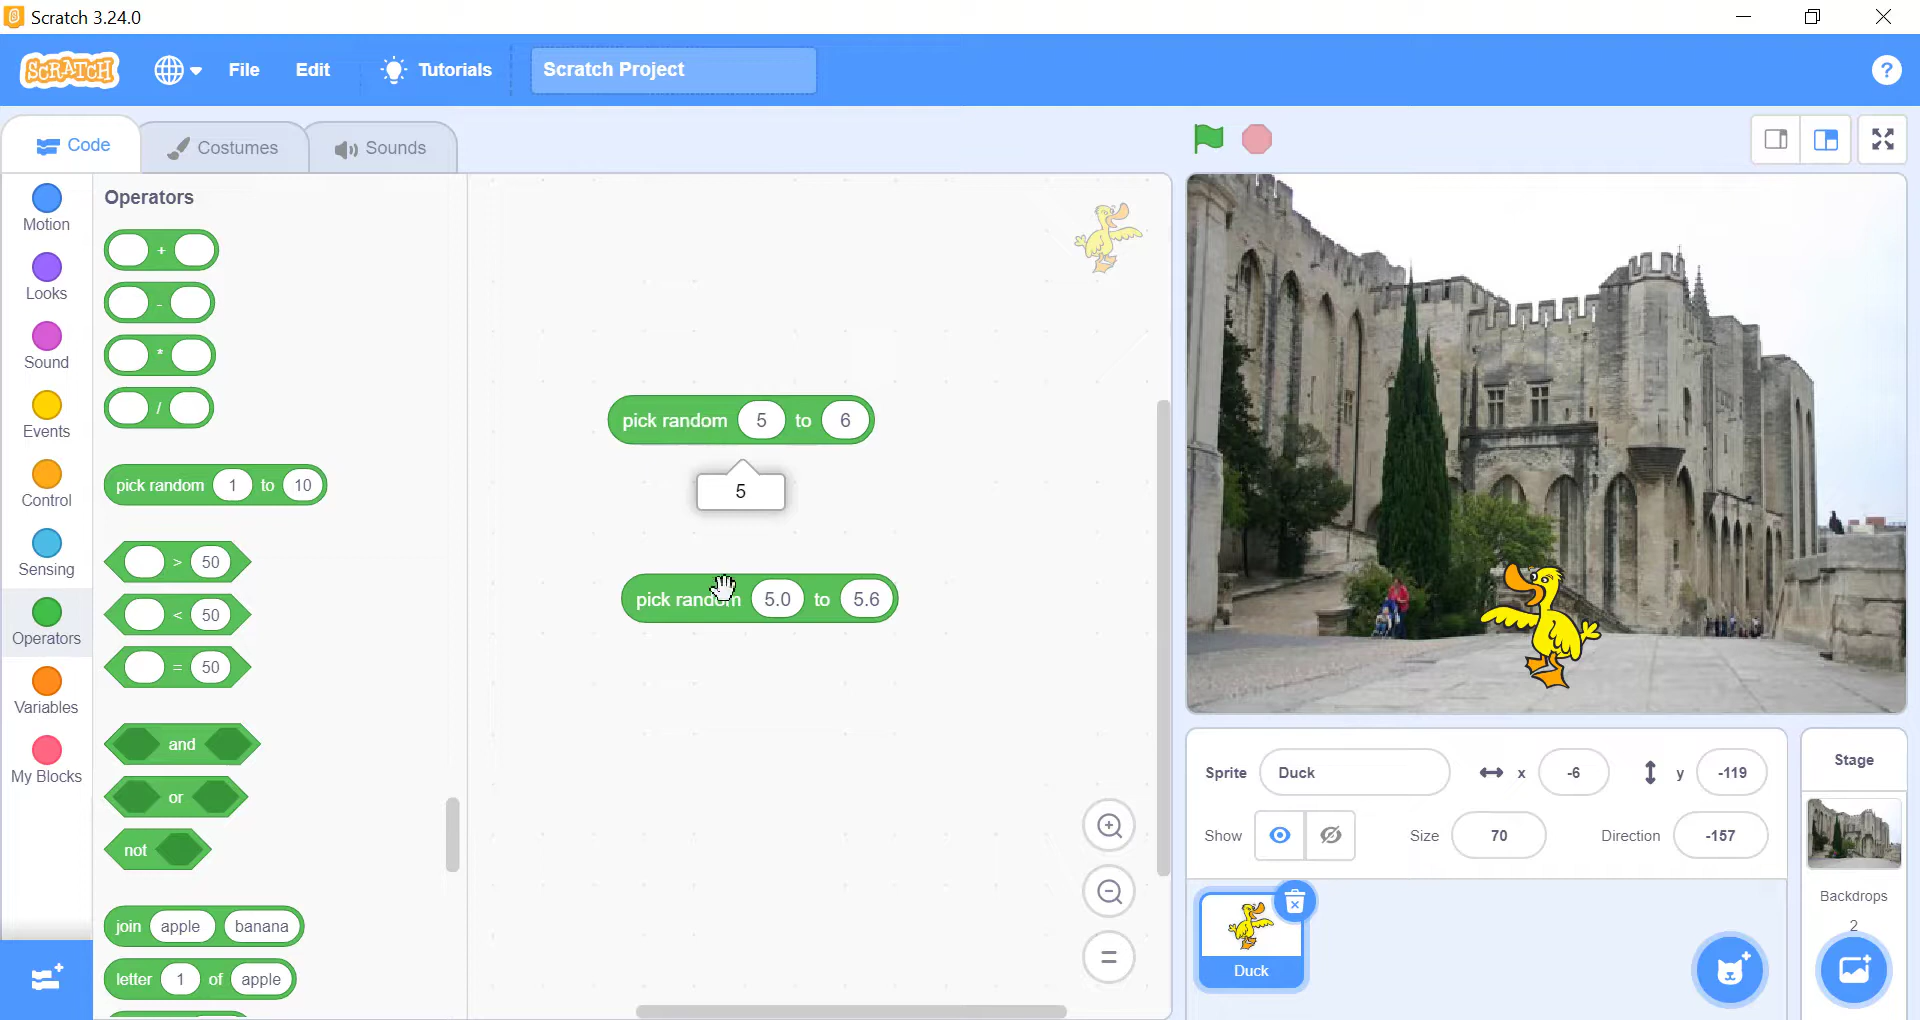 Scratch 3.24.0
SCRATCH
File
Edit
Tutorials
Scratch Project
?
Code
Costumes
Sounds
Motion
Looks
Sound
Events
Control
Sensing
Operators
Variables
My Blocks
Operators
+
-
*
/
pick random 1 to 10
> 50
< 50
= 50
and
or
not
join apple banana
letter 1 of apple
pick random 5 to 6
5
pick random 5.0 to 5.6
=
Sprite Duck x -6 y -119
Show Size 70 Direction -157
Duck
Stage
Backdrops
2